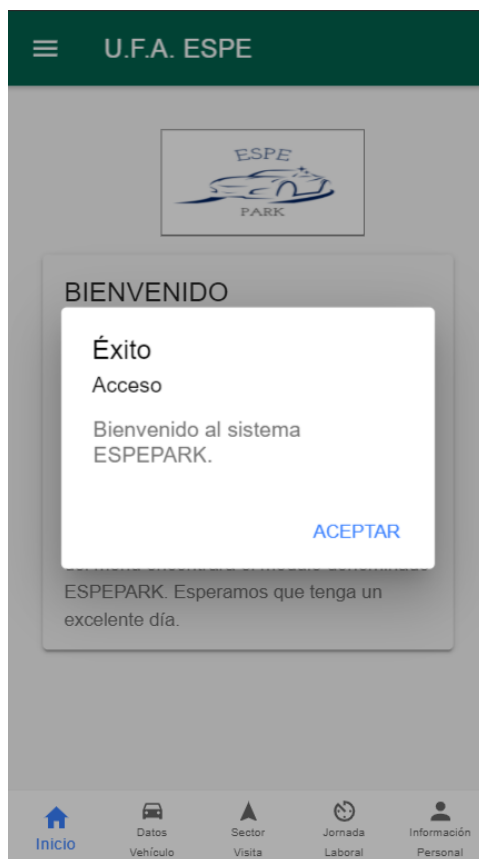 U.F.A. ESPE
ESPE
PARK
BIENVENIDO
Éxito
Acceso
Bienvenido al sistema
ESPEPARK.
ACEPTAR
ESPEPARK. Esperamos que tenga un
excelente día.
Inicio
Datos
Vehículo
Sector
Visita
Jornada
Laboral
Información
Personal